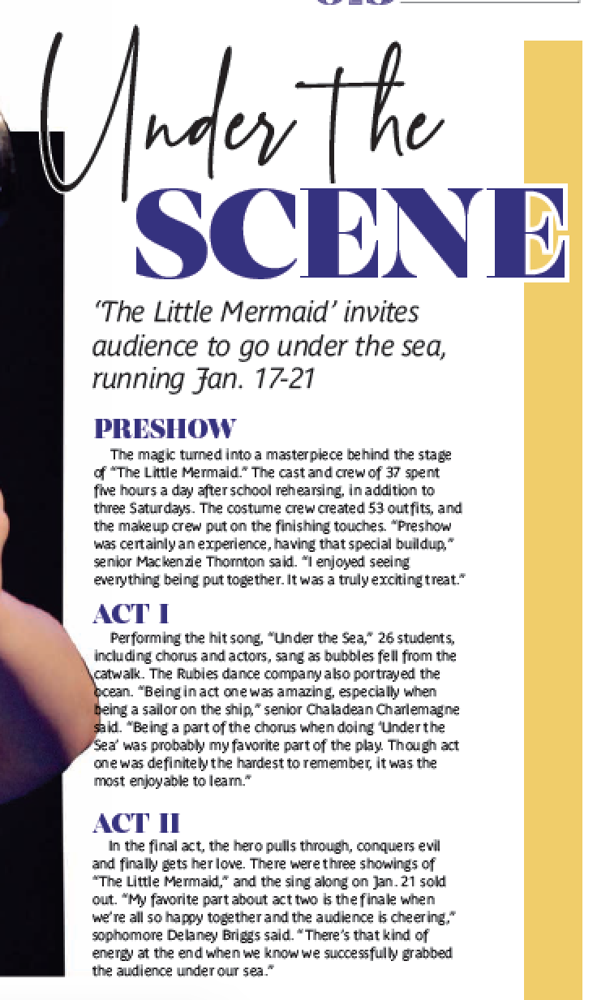 Under the
SCENE
‘The Little Mermaid’ invites
audience to go under the sea,
running Jan. 17-21
PRESHOW
The magic turned into a masterpiece behind the stage
of “The Little Mermaid.” The cast and crew of 37 spent
five hours a day after school rehearsing, in addition to
three Saturdays. The costume crew created 53 outfits, and
the makeup crew put on the finishing touches. “Preshow
was certainly an experience, having that special buildup,”
senior Mackenzie Thornton said. “I enjoyed seeing
everything being put together. It was a truly exciting treat.”
ACT I
Performing the hit song, “Under the Sea,” 26 students,
including chorus and actors, sang as bubbles fell from the
catwalk. The Rubies dance company also portrayed the
ocean. “Being in act one was amazing, especially when
being a sailor on the ship,” senior Chaladean Charlemagne
said. “Being a part of the chorus when doing ‘Under the
Sea’ was probably my favorite part of the play. Though act
one was definitely the hardest to remember, it was the
most enjoyable to learn.”
ACT II
In the final act, the hero pulls through, conquers evil
and finally gets her love. There were three showings of
“The Little Mermaid,” and the sing along on Jan. 21 sold
out. “My favorite part about act two is the finale when
we’re all so happy together and the audience is cheering,”
sophomore Delaney Briggs said. “There’s that kind of
energy at the end when we know we successfully grabbed
the audience under our sea.”